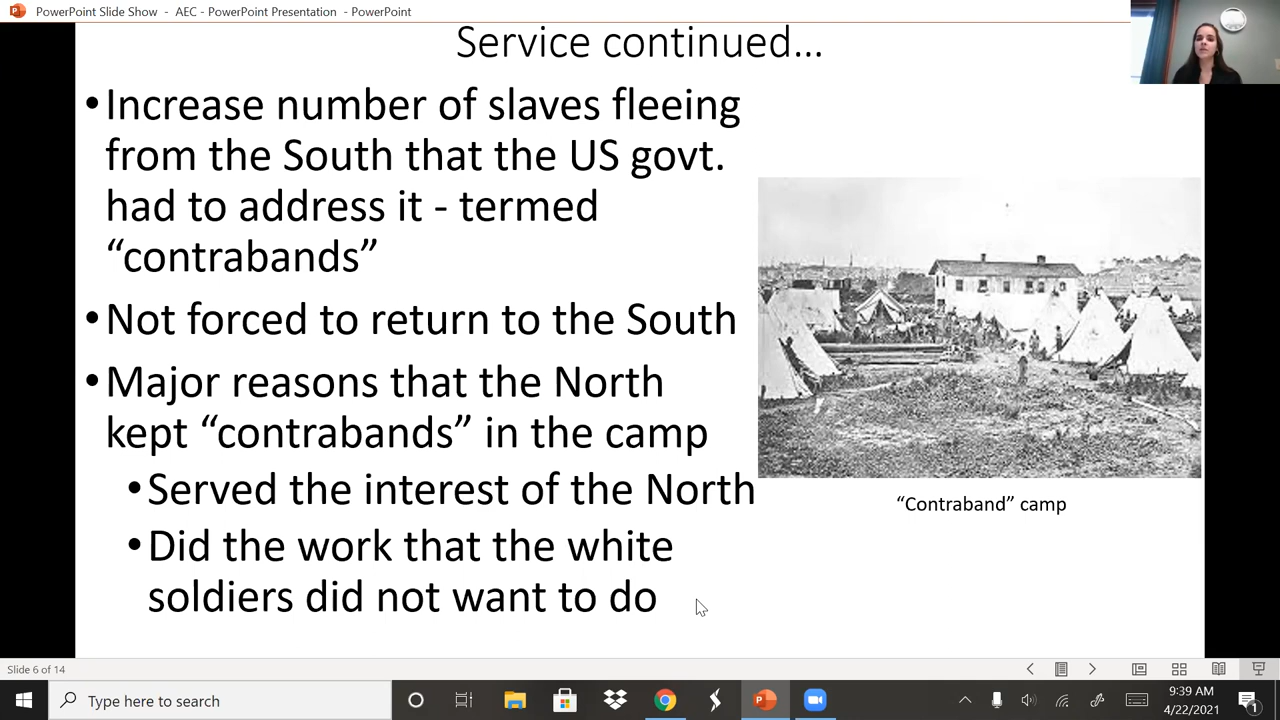 PowerPoint Slide Show - AEC - PowerPoint Presentation - PowerPoint
Service continued...
•Increase number of slaves fleeing
from the South that the US govt.
had to address it - termed
“contrabands”
•Not forced to return to the South
•Major reasons that the North
kept “contrabands” in the camp
•Served the interest of the North
•Did the work that the white
soldiers did not want to do
“Contraband” camp
Slide 6 of 14
Type here to search
9:39 AM
4/22/2021
1